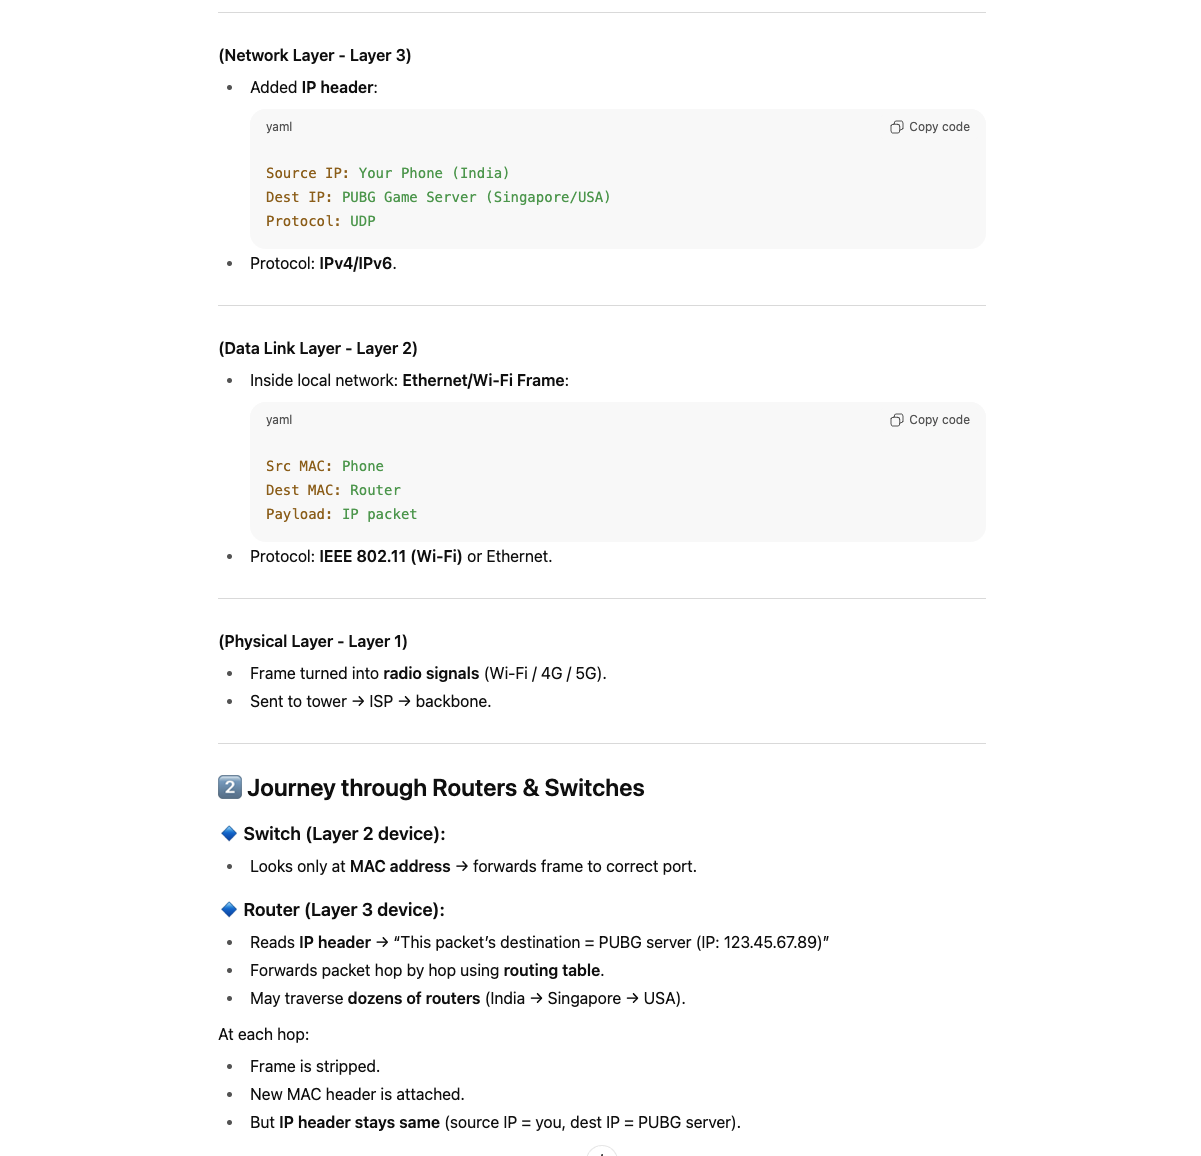 (Network Layer - Layer 3)
• Added IP header:
yaml
Copy code
Source IP: Your Phone (India)
Dest IP: PUBG Game Server (Singapore/USA)
Protocol: UDP
• Protocol: IPv4/IPv6.
(Data Link Layer - Layer 2)
• Inside local network: Ethernet/Wi-Fi Frame:
yaml
Copy code
Src MAC: Phone
Dest MAC: Router
Payload: IP packet
• Protocol: IEEE 802.11 (Wi-Fi) or Ethernet.
(Physical Layer - Layer 1)
• Frame turned into radio signals (Wi-Fi / 4G / 5G).
• Sent to tower → ISP → backbone.
2️⃣ Journey through Routers & Switches
🔹 Switch (Layer 2 device):
• Looks only at MAC address → forwards frame to correct port.
🔹 Router (Layer 3 device):
• Reads IP header → “This packet’s destination = PUBG server (IP: 123.45.67.89)”
• Forwards packet hop by hop using routing table.
• May traverse dozens of routers (India → Singapore → USA).
At each hop:
• Frame is stripped.
• New MAC header is attached.
• But IP header stays same (source IP = you, dest IP = PUBG server).